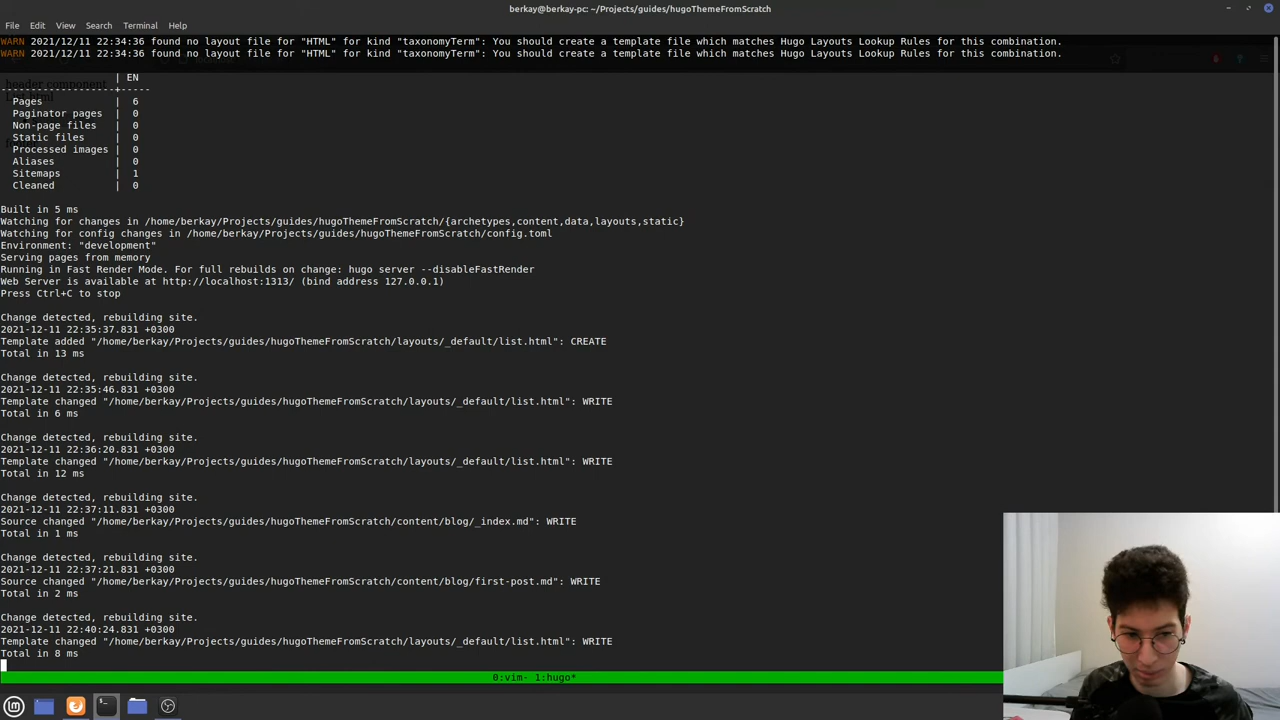 berkay@berkay-pc: ~/Projects/guides/hugoThemeFromScratch
File Edit View Search Terminal Help
WARN 2021/12/11 22:34:36 found no layout file for "HTML" for kind "taxonomyTerm": You should create a template file which matches Hugo Layouts Lookup Rules for this combination.
WARN 2021/12/11 22:34:36 found no layout file for "HTML" for kind "taxonomyTerm": You should create a template file which matches Hugo Layouts Lookup Rules for this combination.
| EN
header component
-------------------+-----
Pages | 6
Paginator pages | 0
Non-page files | 0
Static files | 0
Processed images | 0
Aliases | 0
Sitemaps | 1
Cleaned | 0
Built in 5 ms
Watching for changes in /home/berkay/Projects/guides/hugoThemeFromScratch/{archetypes,content,data,layouts,static}
Watching for config changes in /home/berkay/Projects/guides/hugoThemeFromScratch/config.toml
Environment: "development"
Serving pages from memory
Running in Fast Render Mode. For full rebuilds on change: hugo server --disableFastRender
Web Server is available at http://localhost:1313/ (bind address 127.0.0.1)
Press Ctrl+C to stop
Change detected, rebuilding site.
2021-12-11 22:35:37.831 +0300
Template added "/home/berkay/Projects/guides/hugoThemeFromScratch/layouts/_default/list.html": CREATE
Total in 13 ms
Change detected, rebuilding site.
2021-12-11 22:35:46.831 +0300
Template changed "/home/berkay/Projects/guides/hugoThemeFromScratch/layouts/_default/list.html": WRITE
Total in 6 ms
Change detected, rebuilding site.
2021-12-11 22:36:20.831 +0300
Template changed "/home/berkay/Projects/guides/hugoThemeFromScratch/layouts/_default/list.html": WRITE
Total in 12 ms
Change detected, rebuilding site.
2021-12-11 22:37:11.831 +0300
Source changed "/home/berkay/Projects/guides/hugoThemeFromScratch/content/blog/_index.md": WRITE
Total in 1 ms
Change detected, rebuilding site.
2021-12-11 22:37:21.831 +0300
Source changed "/home/berkay/Projects/guides/hugoThemeFromScratch/content/blog/first-post.md": WRITE
Total in 2 ms
Change detected, rebuilding site.
2021-12-11 22:40:24.831 +0300
Template changed "/home/berkay/Projects/guides/hugoThemeFromScratch/layouts/_default/list.html": WRITE
Total in 8 ms
0:vim- 1:hugo*